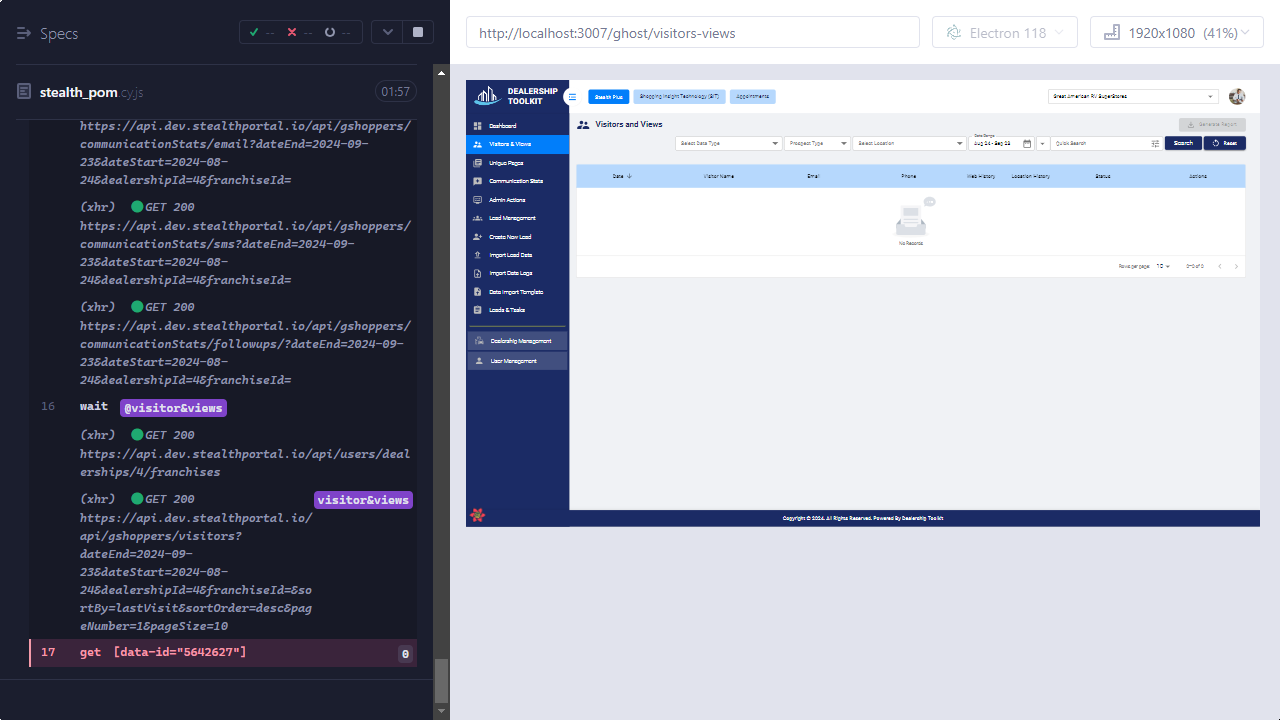 Specs
-- -- --
stealth_pom.cy.js
01:57
https://api.dev.stealthportal.io/api/gshoppers/
communicationStats/email?dateEnd=2024-09-
23&dateStart=2024-08-
24&dealershipId=4&franchiseId=
(xhr) GET 200
https://api.dev.stealthportal.io/api/gshoppers/
communicationStats/sms?dateEnd=2024-09-
23&dateStart=2024-08-
24&dealershipId=4&franchiseId=
(xhr) GET 200
https://api.dev.stealthportal.io/api/gshoppers/
communicationStats/followups/?dateEnd=2024-09-
23&dateStart=2024-08-
24&dealershipId=4&franchiseId=
16 wait @visitor&views
(xhr) GET 200
https://api.dev.stealthportal.io/api/users/deal
erships/4/franchises
(xhr) GET 200 visitor&views
https://api.dev.stealthportal.io/
api/gshoppers/visitors?
dateEnd=2024-09-
23&dateStart=2024-08-
24&dealershipId=4&franchiseId=&so
rtBy=lastVisit&sortOrder=desc&pag
eNumber=1&pageSize=10
17 get [data-id="5642627"] 0
http://localhost:3007/ghost/visitors-views
Electron 118
1920x1080 (41%)
DEALERSHIP
TOOLKIT
Stealth Plus
Shopping Insight Technology (SIT)
Appointments
Great American RV SuperStores
Dashboard
Visitors & Views
Unique Pages
Communication Stats
Admin Actions
Lead Management
Create New Lead
Import Lead Data
Import Data Logs
Data Import Template
Leads & Tasks
Dealership Management
User Management
Visitors and Views
Generate Report
Select Data Type
Prospect Type
Select Location
Date Range
Aug 24 - Sep 23
Quick Search
Search
Reset
Date Visitor Name Email Phone Web History Location History Status Actions
No Records
Rows per page: 10 0–0 of 0
Copyright © 2024. All Rights Reserved. Powered By Dealership Toolkit